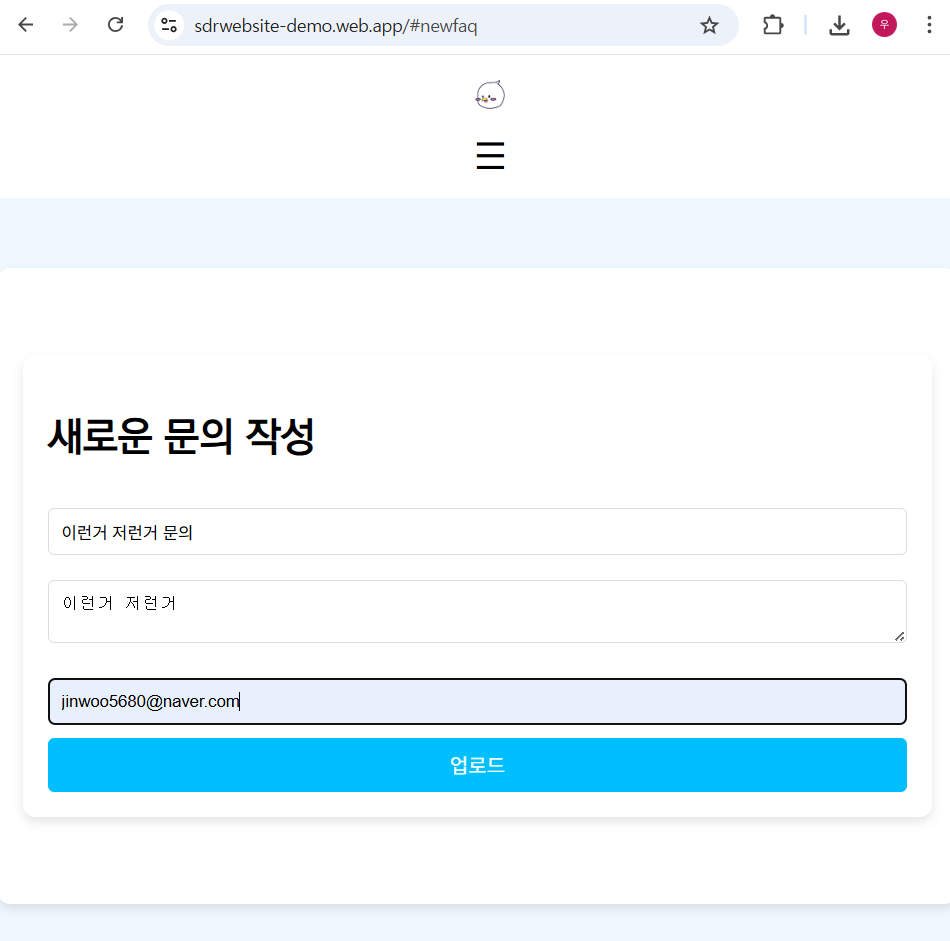 sdrwebsite-demo.web.app/#newfaq
우
새로운 문의 작성
이런거 저런거 문의
이런거 저런거
jinwoo5680@naver.com
업로드